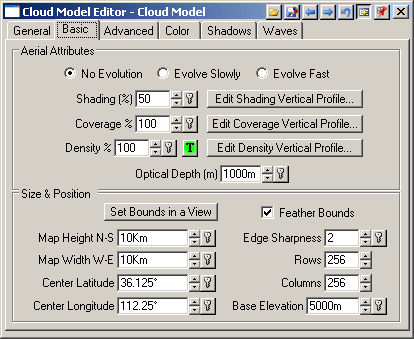 Cloud Model Editor - Cloud Model
General Basic Advanced Color Shadows Waves
Aerial Attributes
No Evolution Evolve Slowly Evolve Fast
Shading (%) 50 Edit Shading Vertical Profile...
Coverage % 100 Edit Coverage Vertical Profile...
Density % 100 T Edit Density Vertical Profile...
Optical Depth (m) 1000m
Size & Position
Set Bounds in a View Feather Bounds
Map Height N-S 10Km Edge Sharpness 2
Map Width W-E 10Km Rows 256
Center Latitude 36.125° Columns 256
Center Longitude 112.25° Base Elevation 5000m